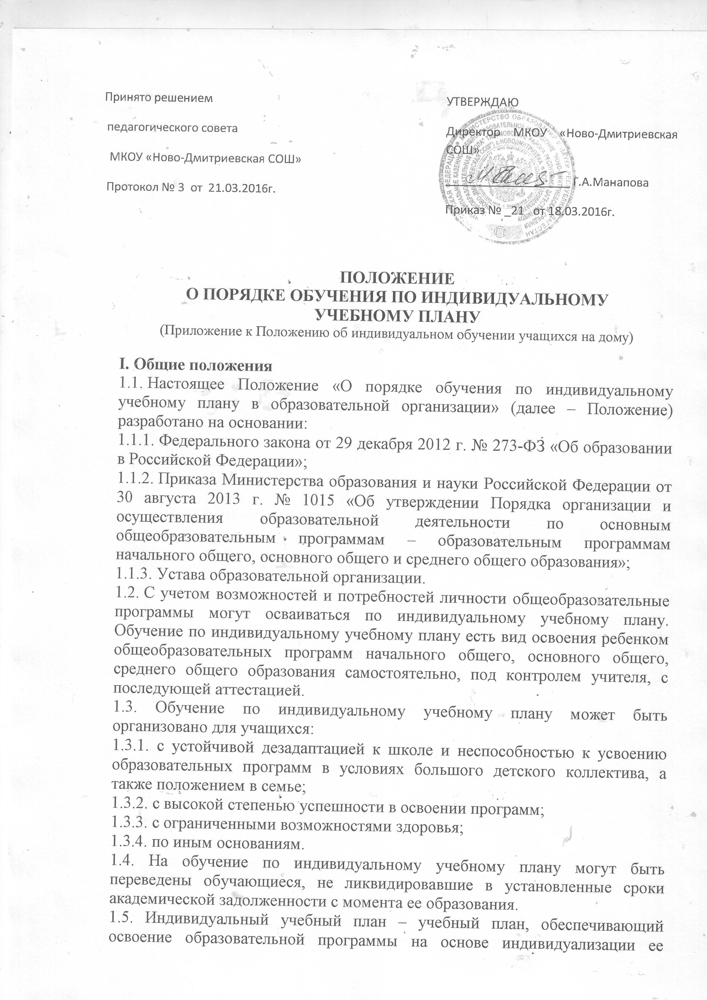 Принято решением
педагогического совета
МКОУ «Ново-Дмитриевская СОШ»
Протокол № 3 от 21.03.2016г.
УТВЕРЖДАЮ
Директор МКОУ «Ново-Дмитриевская
СОШ»
Г.А.Манапова
Приказ № _21 от 18.03.2016г.
ПОЛОЖЕНИЕ
О ПОРЯДКЕ ОБУЧЕНИЯ ПО ИНДИВИДУАЛЬНОМУ
УЧЕБНОМУ ПЛАНУ
(Приложение к Положению об индивидуальном обучении учащихся на дому)
I. Общие положения
1.1. Настоящее Положение «О порядке обучения по индивидуальному
учебному плану в образовательной организации» (далее – Положение)
разработано на основании:
1.1.1. Федерального закона от 29 декабря 2012 г. № 273-ФЗ «Об образовании
в Российской Федерации»;
1.1.2. Приказа Министерства образования и науки Российской Федерации от
30 августа 2013 г. № 1015 «Об утверждении Порядка организации и
осуществления образовательной деятельности по основным
общеобразовательным программам – образовательным программам
начального общего, основного общего и среднего общего образования»;
1.1.3. Устава образовательной организации.
1.2. С учетом возможностей и потребностей личности общеобразовательные
программы могут осваиваться по индивидуальному учебному плану.
Обучение по индивидуальному учебному плану есть вид освоения ребенком
общеобразовательных программ начального общего, основного общего,
среднего общего образования самостоятельно, под контролем учителя, с
последующей аттестацией.
1.3. Обучение по индивидуальному учебному плану может быть
организовано для учащихся:
1.3.1. с устойчивой дезадаптацией к школе и неспособностью к усвоению
образовательных программ в условиях большого детского коллектива, а
также положением в семье;
1.3.2. с высокой степенью успешности в освоении программ;
1.3.3. с ограниченными возможностями здоровья;
1.3.4. по иным основаниям.
1.4. На обучение по индивидуальному учебному плану могут быть
переведены обучающиеся, не ликвидировавшие в установленные сроки
академической задолженности с момента ее образования.
1.5. Индивидуальный учебный план – учебный план, обеспечивающий
освоение образовательной программы на основе индивидуализации ее